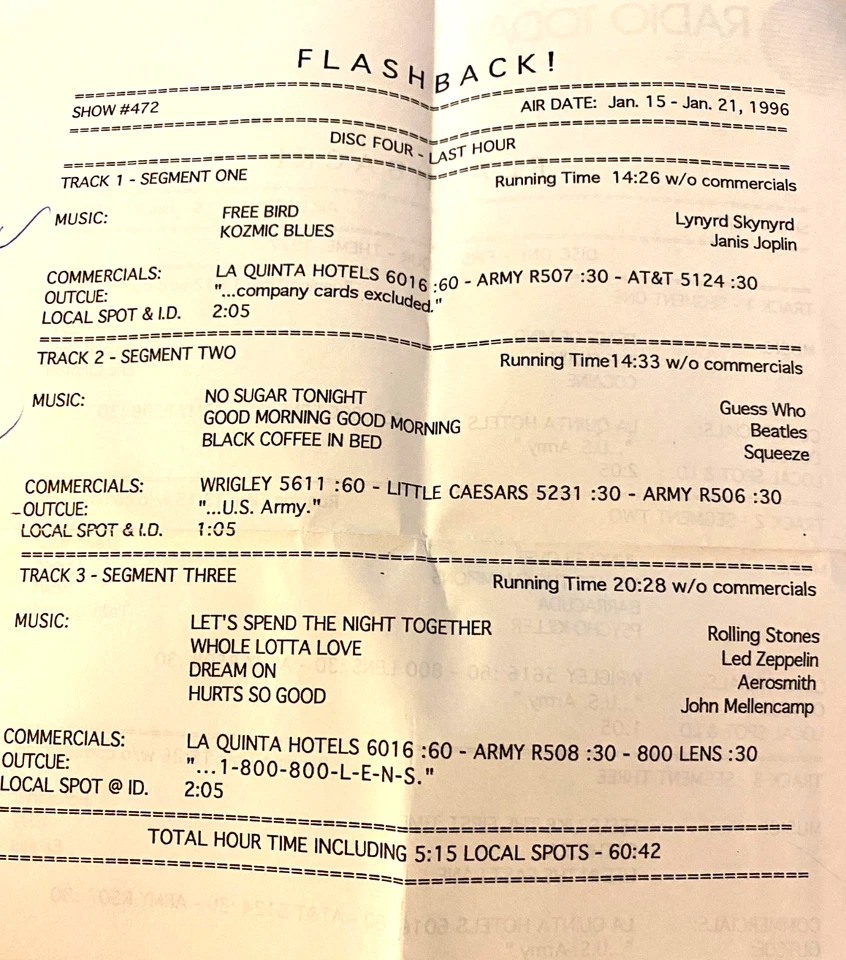 FLASHBACK!
SHOW #472 AIR DATE: Jan. 15 - Jan. 21, 1996
DISC FOUR - LAST HOUR
TRACK 1 - SEGMENT ONE Running Time 14:26 w/o commercials
MUSIC: FREE BIRD Lynyrd Skynyrd
KOZMIC BLUES Janis Joplin
COMMERCIALS: LA QUINTA HOTELS 6016 :60 - ARMY R507 :30 - AT&T 5124 :30
OUTCUE: "...company cards excluded."
LOCAL SPOT & I.D. 2:05
TRACK 2 - SEGMENT TWO Running Time14:33 w/o commercials
MUSIC: NO SUGAR TONIGHT Guess Who
GOOD MORNING GOOD MORNING Beatles
BLACK COFFEE IN BED Squeeze
COMMERCIALS: WRIGLEY 5611 :60 - LITTLE CAESARS 5231 :30 - ARMY R506 :30
OUTCUE: "...U.S. Army."
LOCAL SPOT & I.D. 1:05
TRACK 3 - SEGMENT THREE Running Time 20:28 w/o commercials
MUSIC: LET'S SPEND THE NIGHT TOGETHER Rolling Stones
WHOLE LOTTA LOVE Led Zeppelin
DREAM ON Aerosmith
HURTS SO GOOD John Mellencamp
COMMERCIALS: LA QUINTA HOTELS 6016 :60 - ARMY R508 :30 - 800 LENS :30
OUTCUE: "...1-800-800-L-E-N-S."
LOCAL SPOT @ ID. 2:05
TOTAL HOUR TIME INCLUDING 5:15 LOCAL SPOTS - 60:42